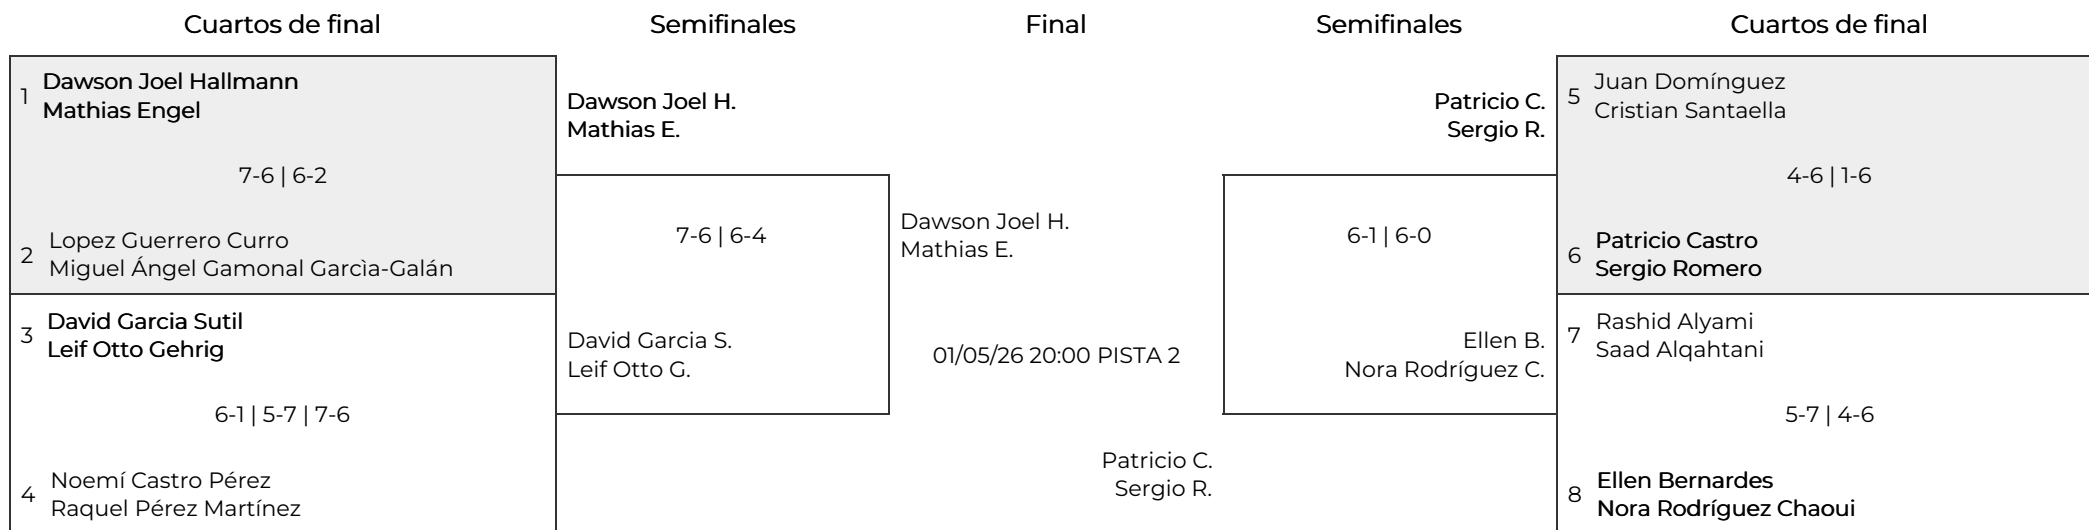 Cuartos de final
Semifinales
Final
Semifinales
Cuartos de final
1
Dawson Joel Hallmann
Mathias Engel
7-6 | 6-2
2
Lopez Guerrero Curro
Miguel Ángel Gamonal Garcìa-Galán
3
David Garcia Sutil
Leif Otto Gehrig
6-1 | 5-7 | 7-6
4
Noemí Castro Pérez
Raquel Pérez Martínez
Dawson Joel H.
Mathias E.
7-6 | 6-4
David Garcia S.
Leif Otto G.
Dawson Joel H.
Mathias E.
01/05/26 20:00 PISTA 2
Patricio C.
Sergio R.
Patricio C.
Sergio R.
6-1 | 6-0
Ellen B.
Nora Rodríguez C.
5
Juan Domínguez
Cristian Santaella
4-6 | 1-6
6
Patricio Castro
Sergio Romero
7
Rashid Alyami
Saad Alqahtani
5-7 | 4-6
8
Ellen Bernardes
Nora Rodríguez Chaoui